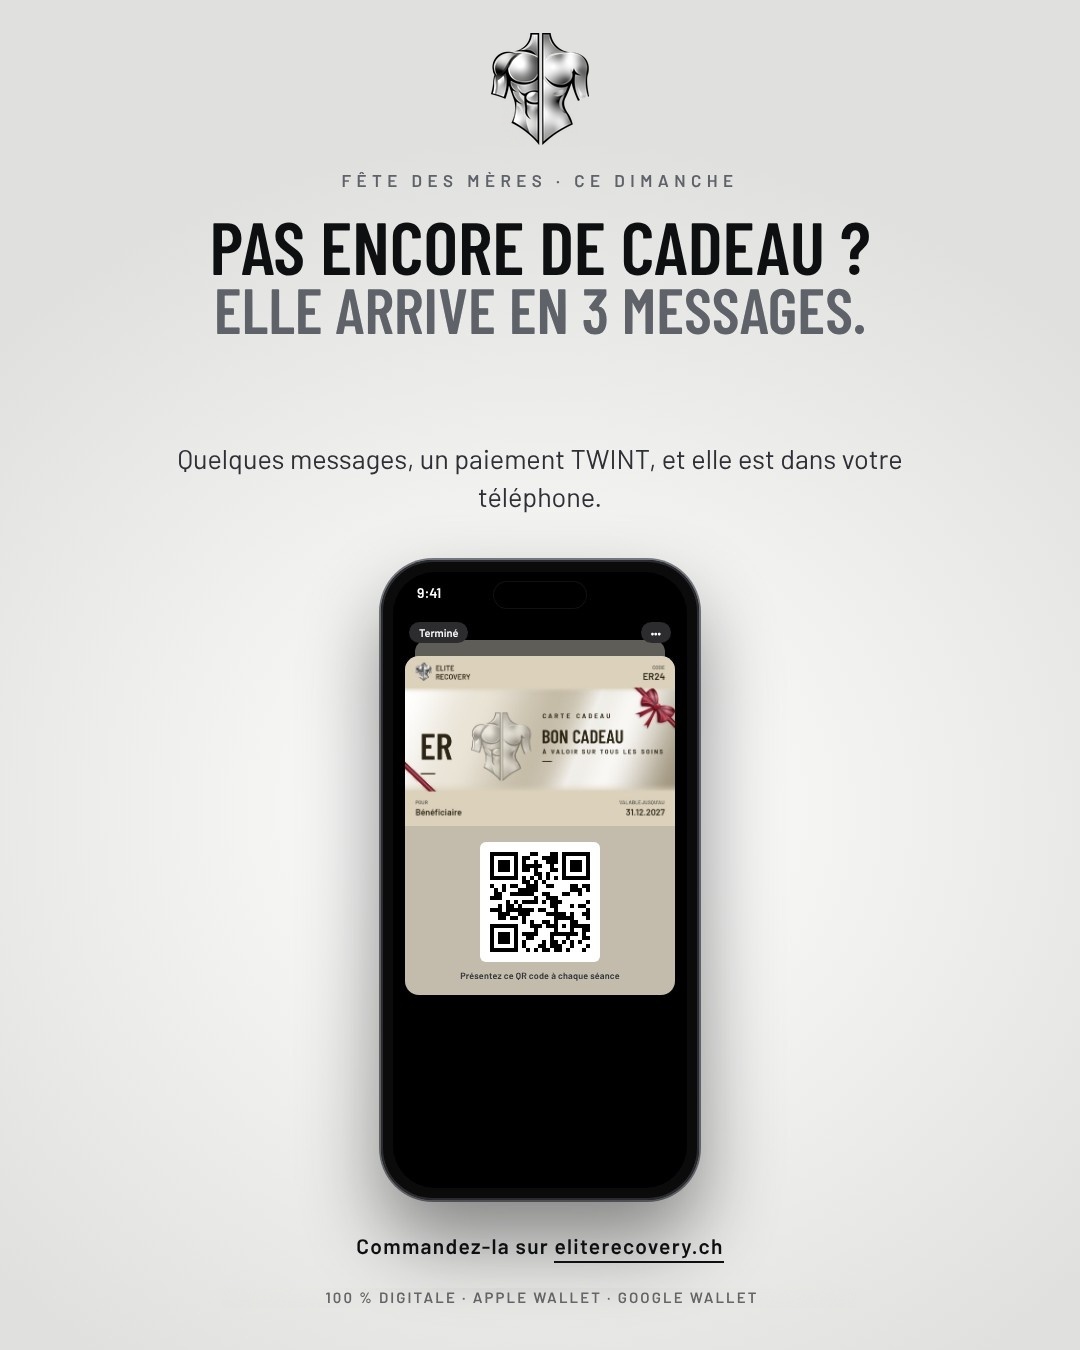 FÊTE DES MÈRES · CE DIMANCHE
PAS ENCORE DE CADEAU ?
ELLE ARRIVE EN 3 MESSAGES.
Quelques messages, un paiement TWINT, et elle est dans votre
téléphone.
9:41
Terminé
•••
ELITE
RECOVERY
CODE
ER24
CARTE CADEAU
BON CADEAU
À VALOIR SUR TOUS LES SOINS
ER
POUR
Bénéficiaire
VALABLE JUSQU'AU
31.12.2027
Présentez ce QR code à chaque séance
Commandez-la sur eliterecovery.ch
100 % DIGITALE · APPLE WALLET · GOOGLE WALLET